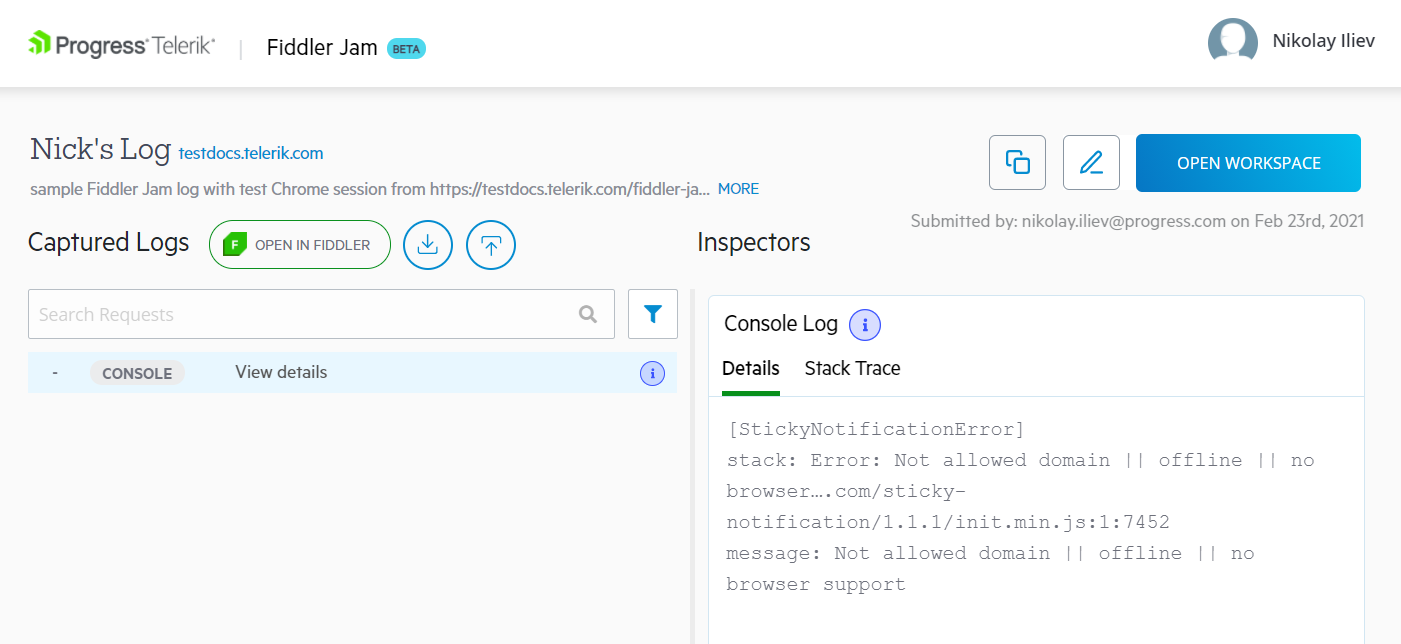 Progress Telerik
Fiddler Jam BETA
Nikolay Iliev
Nick's Log testdocs.telerik.com
OPEN WORKSPACE
sample Fiddler Jam log with test Chrome session from https://testdocs.telerik.com/fiddler-ja... MORE
Submitted by: nikolay.iliev@progress.com on Feb 23rd, 2021
Captured Logs
F OPEN IN FIDDLER
Inspectors
Search Requests
- CONSOLE View details i
Console Log i
Details Stack Trace
[StickyNotificationError]
stack: Error: Not allowed domain || offline || no
browser….com/sticky-
notification/1.1.1/init.min.js:1:7452
message: Not allowed domain || offline || no
browser support